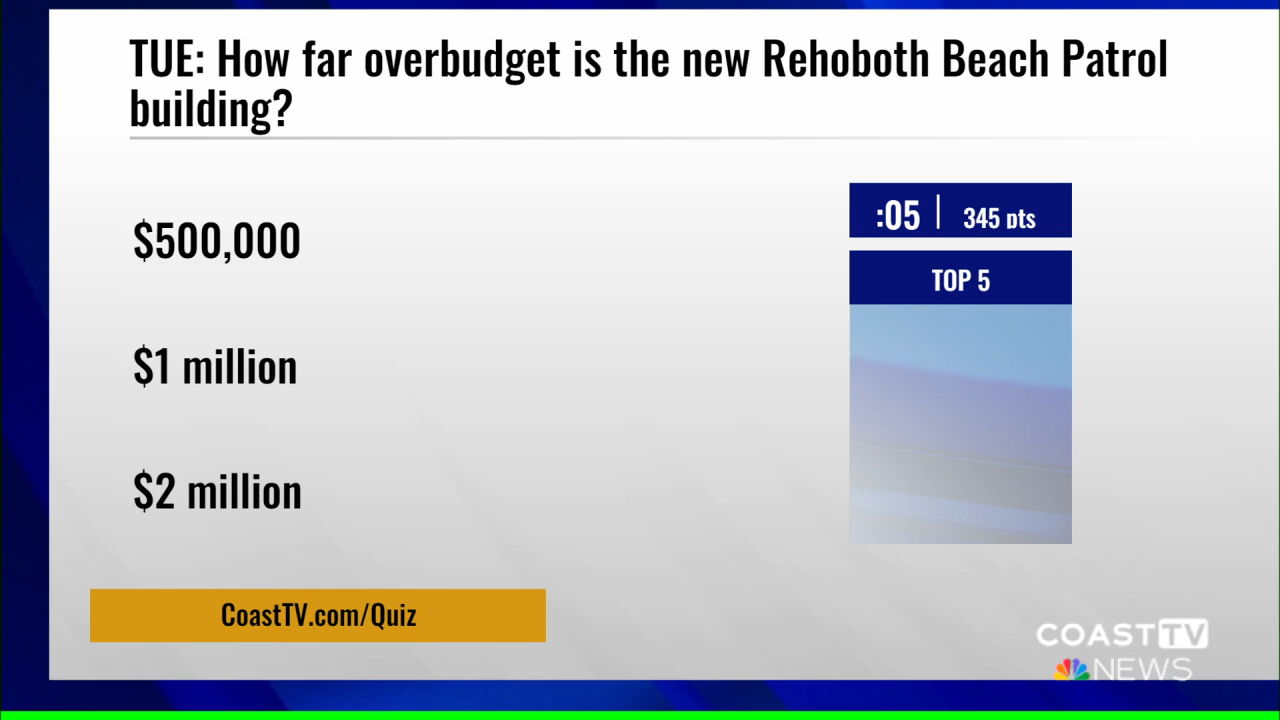 TUE: How far overbudget is the new Rehoboth Beach Patrol
building?
$500,000
:05 | 345 pts
TOP 5
$1 million
$2 million
CoastTV.com/Quiz
COAST TV
NEWS